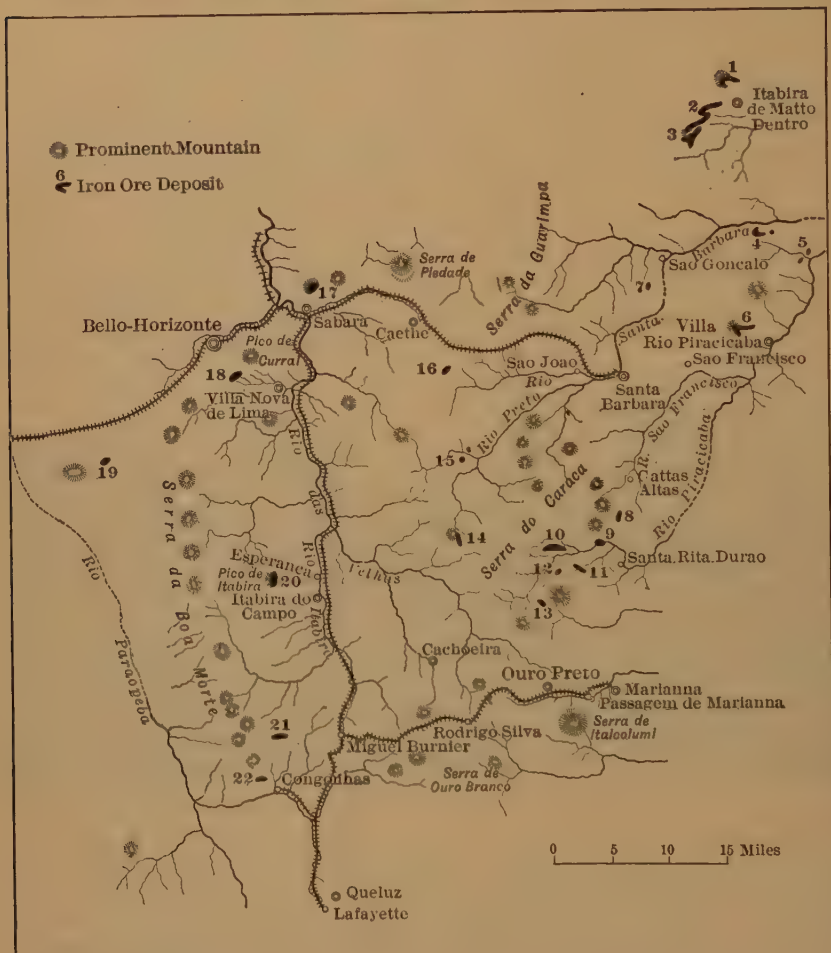 1
Itabira
de Matto
Dentro
2
3
Prominent Mountain
6
Iron Ore Deposit
Serra da Guarimpa
Barbara
4
5
Serra de
Piedade
Sao Goncalo
7
17
Sabara
Bello-Horizonte
Caethe
Santa
Villa
6
Rio Piracicaba
Sao Francisco
Pico de
Curral
16
Sao Joao
Rio
18
Villa Nova
de Lima
Santa
Barbara
Rio
Rio Preto
R. Sao Francisco
19
15
Cattas
Altas
Rio Piracicaba
8
Serra da Boa Morte
das
14
Serra do Caraca
10
9
Santa Rita Durao
Rio
Esperanca
Pico de
Itabira
20
Itabira do
Campo
Rio Itabira
Velhas
12
11
13
Paraopeba
Cachoeira
Ouro Preto
Marianna
Passagem de Marianna
21
Rodrigo Silva
Serra de
Italcolumi
Miguel Burnier
22
Congonhas
Serra de
Ouro Branco
0 5 10 15 Miles
Queluz
Lafayette